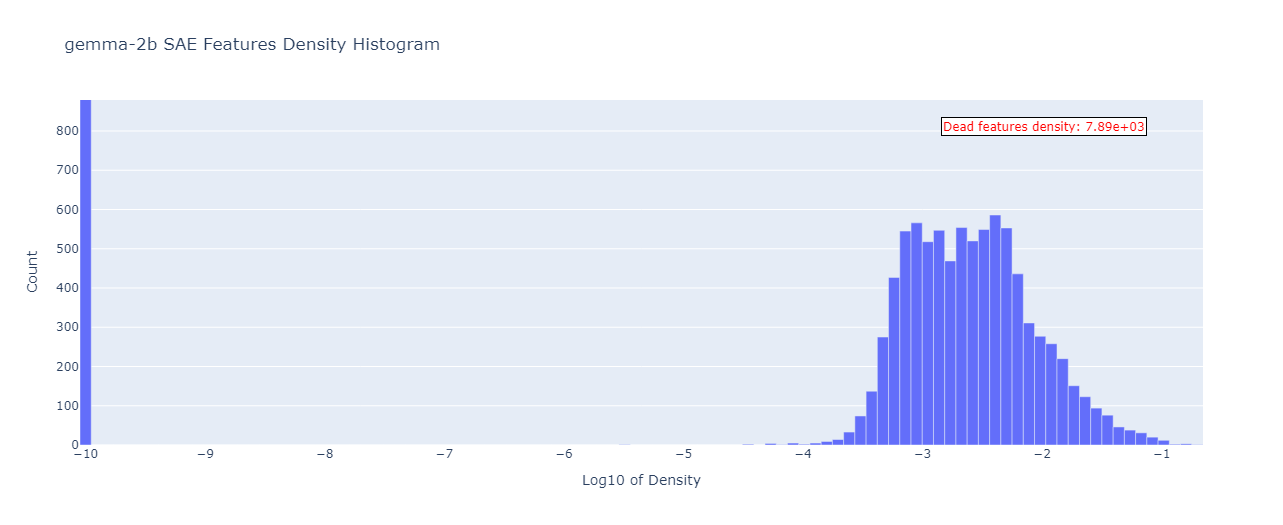 gemma-2b SAE Features Density Histogram
Dead features density: 7.89e+03
800
700
600
500
400
300
200
100
0
Count
−10 −9 −8 −7 −6 −5 −4 −3 −2 −1
Log10 of Density